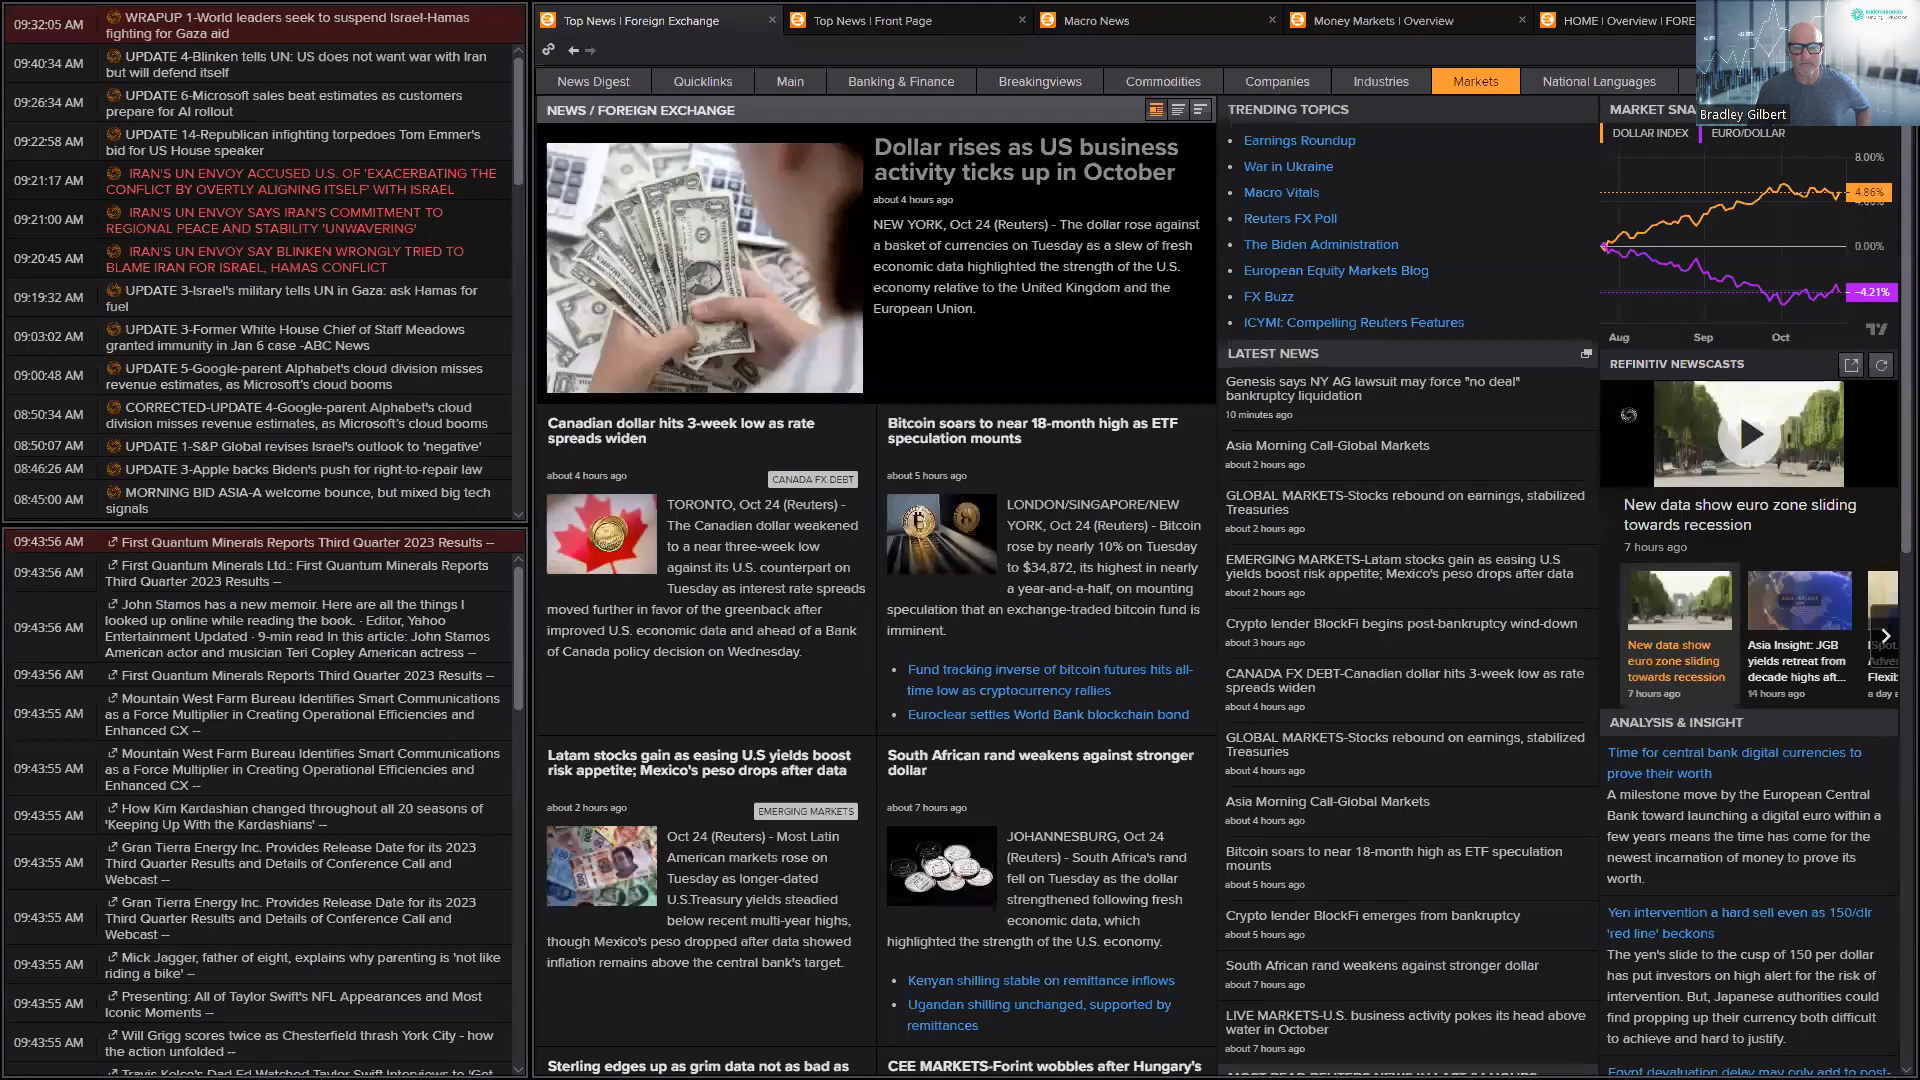 09:32:05 AM
WRAPUP 1-World leaders seek to suspend Israel-Hamas
fighting for Gaza aid
09:40:34 AM
UPDATE 4-Blinken tells UN: US does not want war with Iran
but will defend itself
09:26:34 AM
UPDATE 6-Microsoft sales beat estimates as customers
prepare for AI rollout
09:22:58 AM
UPDATE 14-Republican infighting torpedoes Tom Emmer's
bid for US House speaker
09:21:17 AM
IRAN'S UN ENVOY ACCUSED U.S. OF 'EXACERBATING THE
CONFLICT BY OVERTLY ALIGNING ITSELF' WITH ISRAEL
09:21:00 AM
IRAN'S UN ENVOY SAYS IRAN'S COMMITMENT TO
REGIONAL PEACE AND STABILITY 'UNWAVERING'
09:20:45 AM
IRAN'S UN ENVOY SAY BLINKEN WRONGLY TRIED TO
BLAME IRAN FOR ISRAEL, HAMAS CONFLICT
09:19:32 AM
UPDATE 3-Israel's military tells UN in Gaza: ask Hamas for
fuel
09:03:02 AM
UPDATE 3-Former White House Chief of Staff Meadows
granted immunity in Jan 6 case -ABC News
09:00:48 AM
UPDATE 5-Google-parent Alphabet's cloud division misses
revenue estimates, as Microsoft's cloud booms
08:50:34 AM
CORRECTED-UPDATE 4-Google-parent Alphabet's cloud
division misses revenue estimates, as Microsoft's cloud booms
08:50:07 AM
UPDATE 1-S&P Global revises Israel's outlook to 'negative'
08:46:26 AM
UPDATE 3-Apple backs Biden's push for right-to-repair law
08:45:00 AM
MORNING BID ASIA-A welcome bounce, but mixed big tech
signals
09:43:56 AM
First Quantum Minerals Reports Third Quarter 2023 Results --
09:43:56 AM
First Quantum Minerals Ltd.: First Quantum Minerals Reports
Third Quarter 2023 Results --
09:43:56 AM
John Stamos has a new memoir. Here are all the things I
looked up online while reading the book. · Editor, Yahoo
Entertainment Updated · 9-min read In this article: John Stamos
American actor and musician Teri Copley American actress --
09:43:56 AM
First Quantum Minerals Reports Third Quarter 2023 Results --
09:43:55 AM
Mountain West Farm Bureau Identifies Smart Communications
as a Force Multiplier in Creating Operational Efficiencies and
Enhanced CX --
09:43:55 AM
Mountain West Farm Bureau Identifies Smart Communications
as a Force Multiplier in Creating Operational Efficiencies and
Enhanced CX --
09:43:55 AM
How Kim Kardashian changed throughout all 20 seasons of
'Keeping Up With the Kardashians' --
09:43:55 AM
Gran Tierra Energy Inc. Provides Release Date for its 2023
Third Quarter Results and Details of Conference Call and
Webcast --
09:43:55 AM
Gran Tierra Energy Inc. Provides Release Date for its 2023
Third Quarter Results and Details of Conference Call and
Webcast --
09:43:55 AM
Mick Jagger, father of eight, explains why parenting is 'not like
riding a bike' --
09:43:55 AM
Presenting: All of Taylor Swift's NFL Appearances and Most
Iconic Moments --
09:43:55 AM
Will Grigg scores twice as Chesterfield thrash York City - how
the action unfolded --
Travis Kelce's Dad Ed Watched Taylor Swift Interviews to 'Get
Top News | Foreign Exchange
Top News | Front Page
Macro News
Money Markets | Overview
HOME | Overview | FORE
News Digest
Quicklinks
Main
Banking & Finance
Breakingviews
Commodities
Companies
Industries
Markets
National Languages
NEWS / FOREIGN EXCHANGE
Dollar rises as US business
activity ticks up in October
about 4 hours ago
NEW YORK, Oct 24 (Reuters) - The dollar rose against
a basket of currencies on Tuesday as a slew of fresh
economic data highlighted the strength of the U.S.
economy relative to the United Kingdom and the
European Union.
Canadian dollar hits 3-week low as rate
spreads widen
about 4 hours ago
CANADA FX DEBT
TORONTO, Oct 24 (Reuters) -
The Canadian dollar weakened
to a near three-week low
against its U.S. counterpart on
Tuesday as interest rate spreads
moved further in favor of the greenback after
improved U.S. economic data and ahead of a Bank
of Canada policy decision on Wednesday.
Bitcoin soars to near 18-month high as ETF
speculation mounts
about 5 hours ago
LONDON/SINGAPORE/NEW
YORK, Oct 24 (Reuters) - Bitcoin
rose by nearly 10% on Tuesday
to $34,872, its highest in nearly
a year-and-a-half, on mounting
speculation that an exchange-traded bitcoin fund is
imminent.
Fund tracking inverse of bitcoin futures hits all-
time low as cryptocurrency rallies
Euroclear settles World Bank blockchain bond
Latam stocks gain as easing U.S yields boost
risk appetite; Mexico's peso drops after data
about 2 hours ago
EMERGING MARKETS
Oct 24 (Reuters) - Most Latin
American markets rose on
Tuesday as longer-dated
U.S.Treasury yields steadied
below recent multi-year highs,
though Mexico's peso dropped after data showed
inflation remains above the central bank's target.
South African rand weakens against stronger
dollar
about 7 hours ago
JOHANNESBURG, Oct 24
(Reuters) - South Africa's rand
fell on Tuesday as the dollar
strengthened following fresh
economic data, which
highlighted the strength of the U.S. economy.
Kenyan shilling stable on remittance inflows
Ugandan shilling unchanged, supported by
remittances
Sterling edges up as grim data not as bad as
CEE MARKETS-Forint wobbles after Hungary's
TRENDING TOPICS
Earnings Roundup
War in Ukraine
Macro Vitals
Reuters FX Poll
The Biden Administration
European Equity Markets Blog
FX Buzz
ICYMI: Compelling Reuters Features
LATEST NEWS
Genesis says NY AG lawsuit may force "no deal"
bankruptcy liquidation
10 minutes ago
Asia Morning Call-Global Markets
about 2 hours ago
GLOBAL MARKETS-Stocks rebound on earnings, stabilized
Treasuries
about 2 hours ago
EMERGING MARKETS-Latam stocks gain as easing U.S
yields boost risk appetite; Mexico's peso drops after data
about 2 hours ago
Crypto lender BlockFi begins post-bankruptcy wind-down
about 3 hours ago
CANADA FX DEBT-Canadian dollar hits 3-week low as rate
spreads widen
about 4 hours ago
GLOBAL MARKETS-Stocks rebound on earnings, stabilized
Treasuries
about 4 hours ago
Asia Morning Call-Global Markets
about 4 hours ago
Bitcoin soars to near 18-month high as ETF speculation
mounts
about 5 hours ago
Crypto lender BlockFi emerges from bankruptcy
about 5 hours ago
South African rand weakens against stronger dollar
about 7 hours ago
LIVE MARKETS-U.S. business activity pokes its head above
water in October
about 7 hours ago
MARKET SNA
Bradley Gilbert
DOLLAR INDEX
EURO/DOLLAR
8.00%
4.86%
0.00%
-4.21%
Aug
Sep
Oct
REFINITIV NEWSCASTS
New data show euro zone sliding
towards recession
7 hours ago
New data show
euro zone sliding
towards recession
7 hours ago
Asia Insight: JGB
yields retreat from
decade highs aft...
14 hours ago
Flexib
a day a
ANALYSIS & INSIGHT
Time for central bank digital currencies to
prove their worth
A milestone move by the European Central
Bank toward launching a digital euro within a
few years means the time has come for the
newest incarnation of money to prove its
worth.
Yen intervention a hard sell even as 150/dlr
'red line' beckons
The yen's slide to the cusp of 150 per dollar
has put investors on high alert for the risk of
intervention. But, Japanese authorities could
find propping up their currency both difficult
to achieve and hard to justify.
Egypt devaluation delay may only add to post-